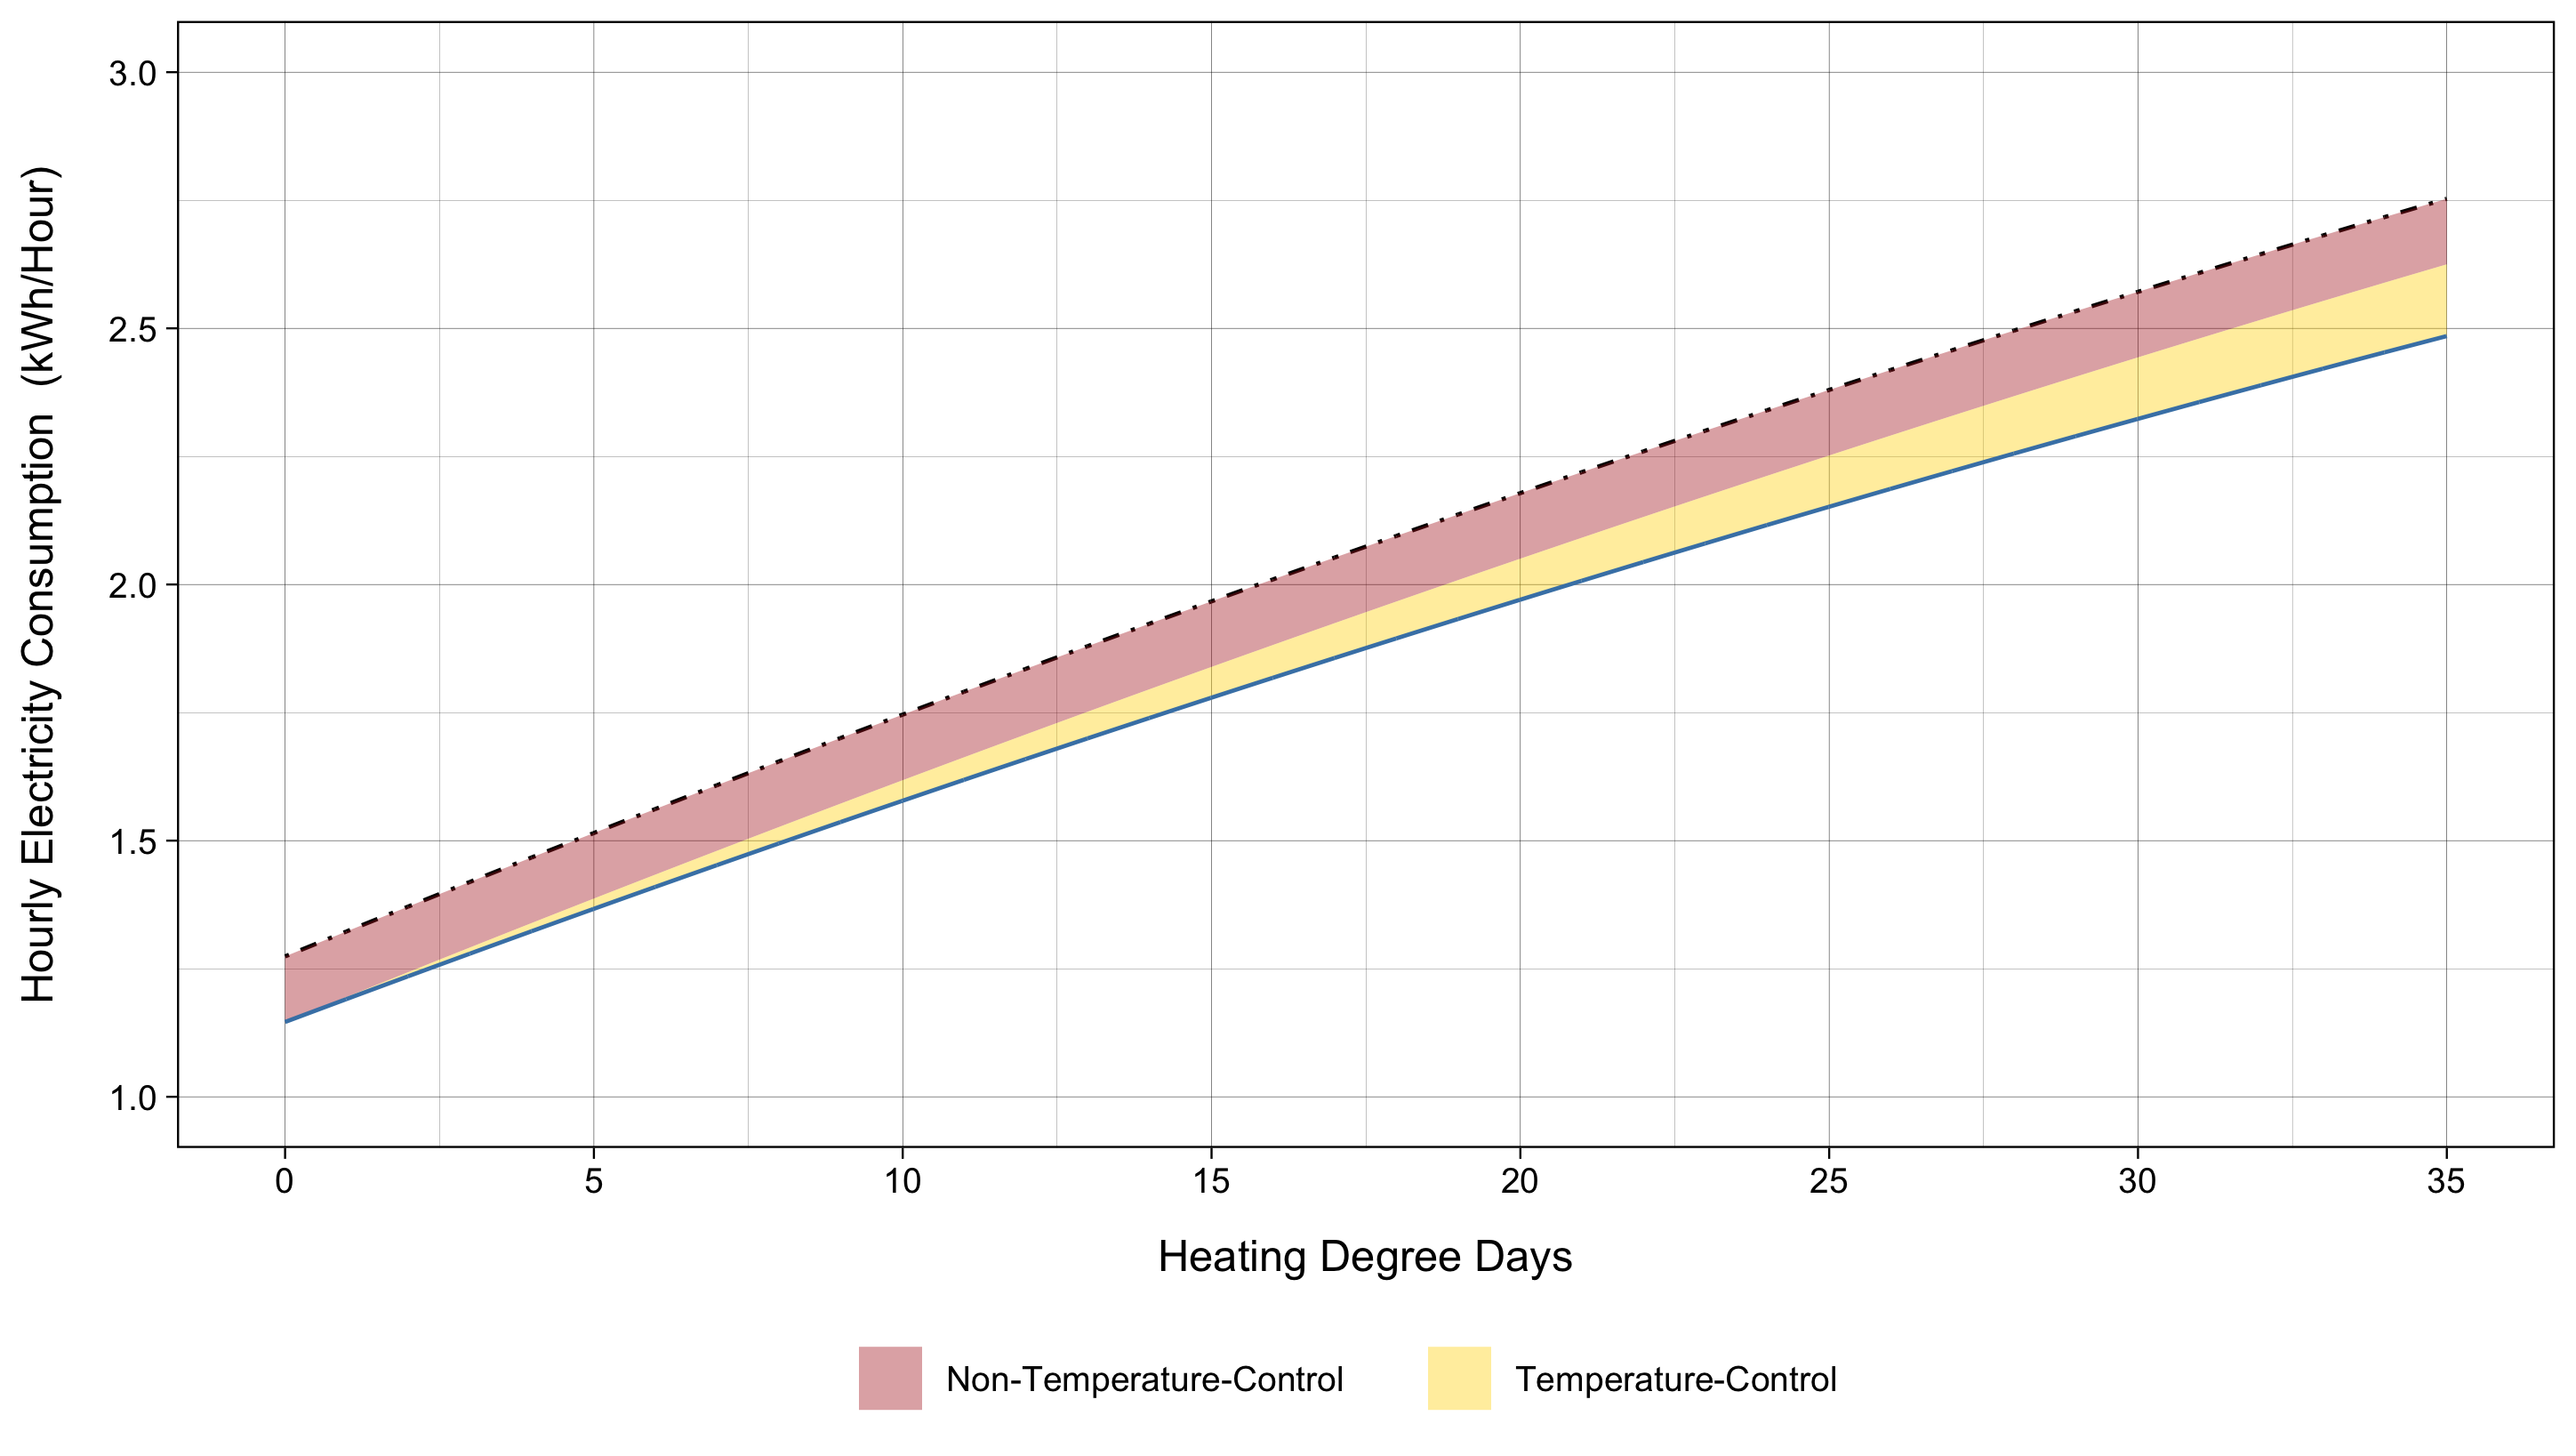 Hourly Electricity Consumption (kWh/Hour)
3.0
2.5
2.0
1.5
1.0
0 5 10 15 20 25 30 35
Heating Degree Days
Non-Temperature-Control Temperature-Control